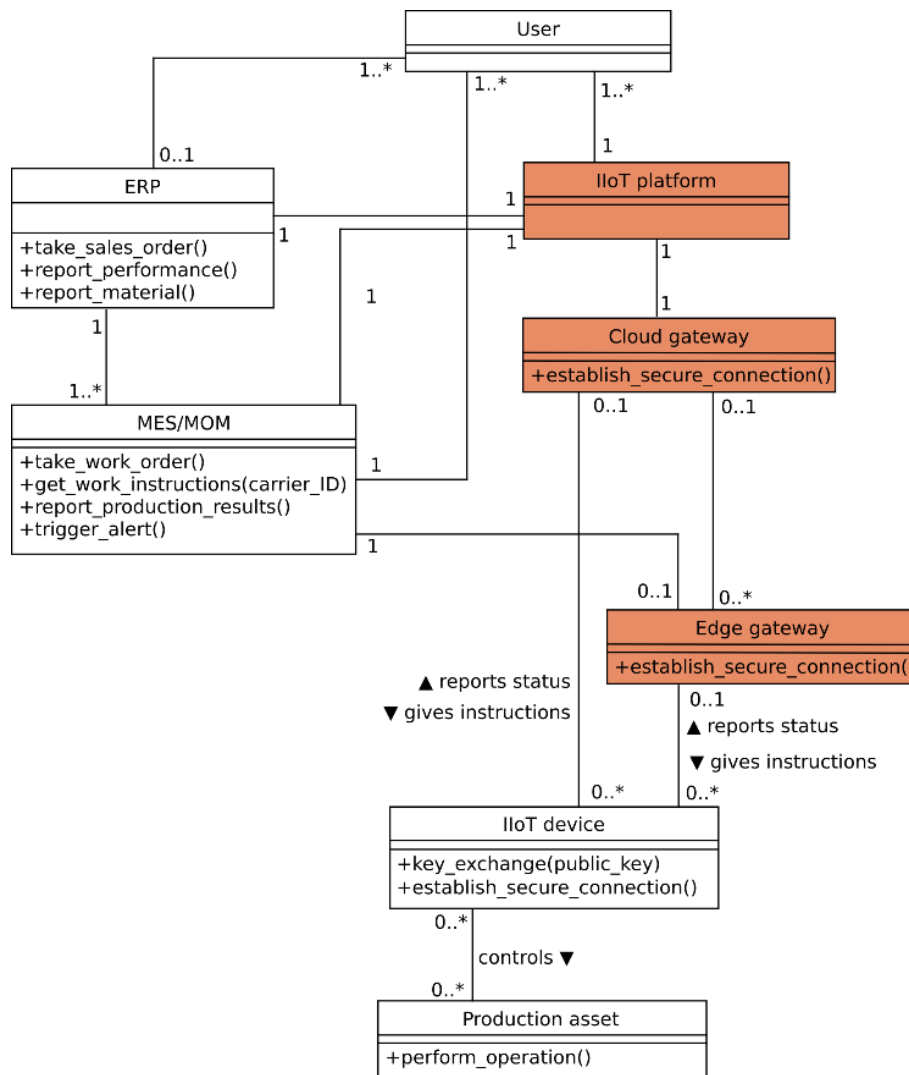 User
1..*
1..*
1..*
0..1
1
ERP
IIoT platform
1
1
1
+take_sales_order()
+report_performance()
+report_material()
1
1
1
1
1..*
Cloud gateway
+establish_secure_connection()
0..1
0..1
MES/MOM
+take_work_order()
+get_work_instructions(carrier_ID)
+report_production_results()
+trigger_alert()
1
1
0..1
0..*
Edge gateway
+establish_secure_connection(
0..1
▲ reports status
▼ gives instructions
▲ reports status
▼ gives instructions
0..*
0..*
IIoT device
+key_exchange(public_key)
+establish_secure_connection()
0..*
controls ▼
0..*
Production asset
+perform_operation()